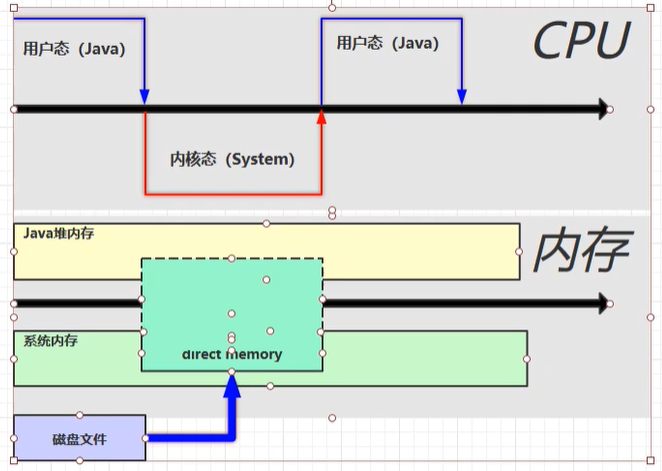 用户态（Java）
用户态（Java）
CPU
内核态（System）
Java堆内存
内存
系统内存
direct memory
磁盘文件